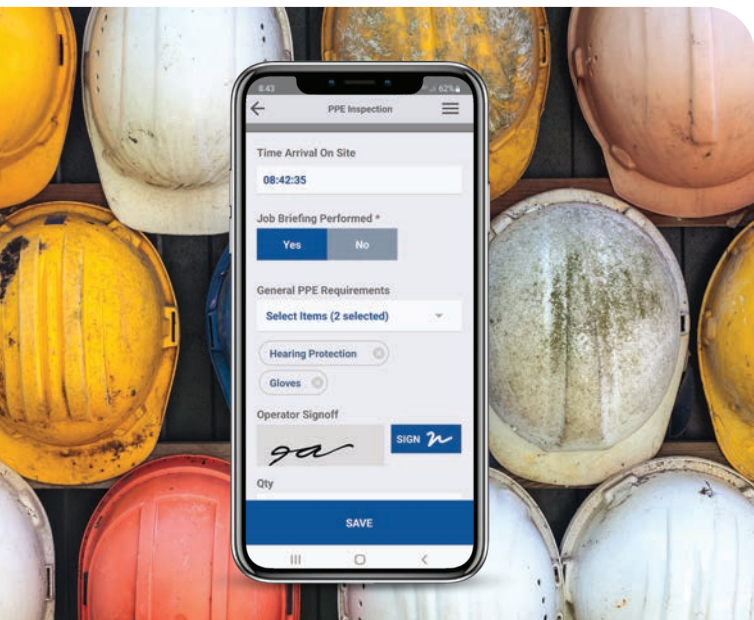 8:43
62%
PPE Inspection
Time Arrival On Site
08:42:35
Job Briefing Performed *
Yes No
General PPE Requirements
Select Items (2 selected)
Hearing Protection
Gloves
Operator Signoff
SIGN
Qty
SAVE